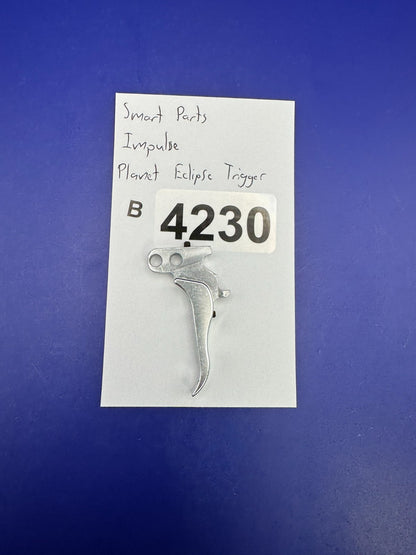 Smart Parts
Impulse
Planet Eclipse Trigger
B 4230